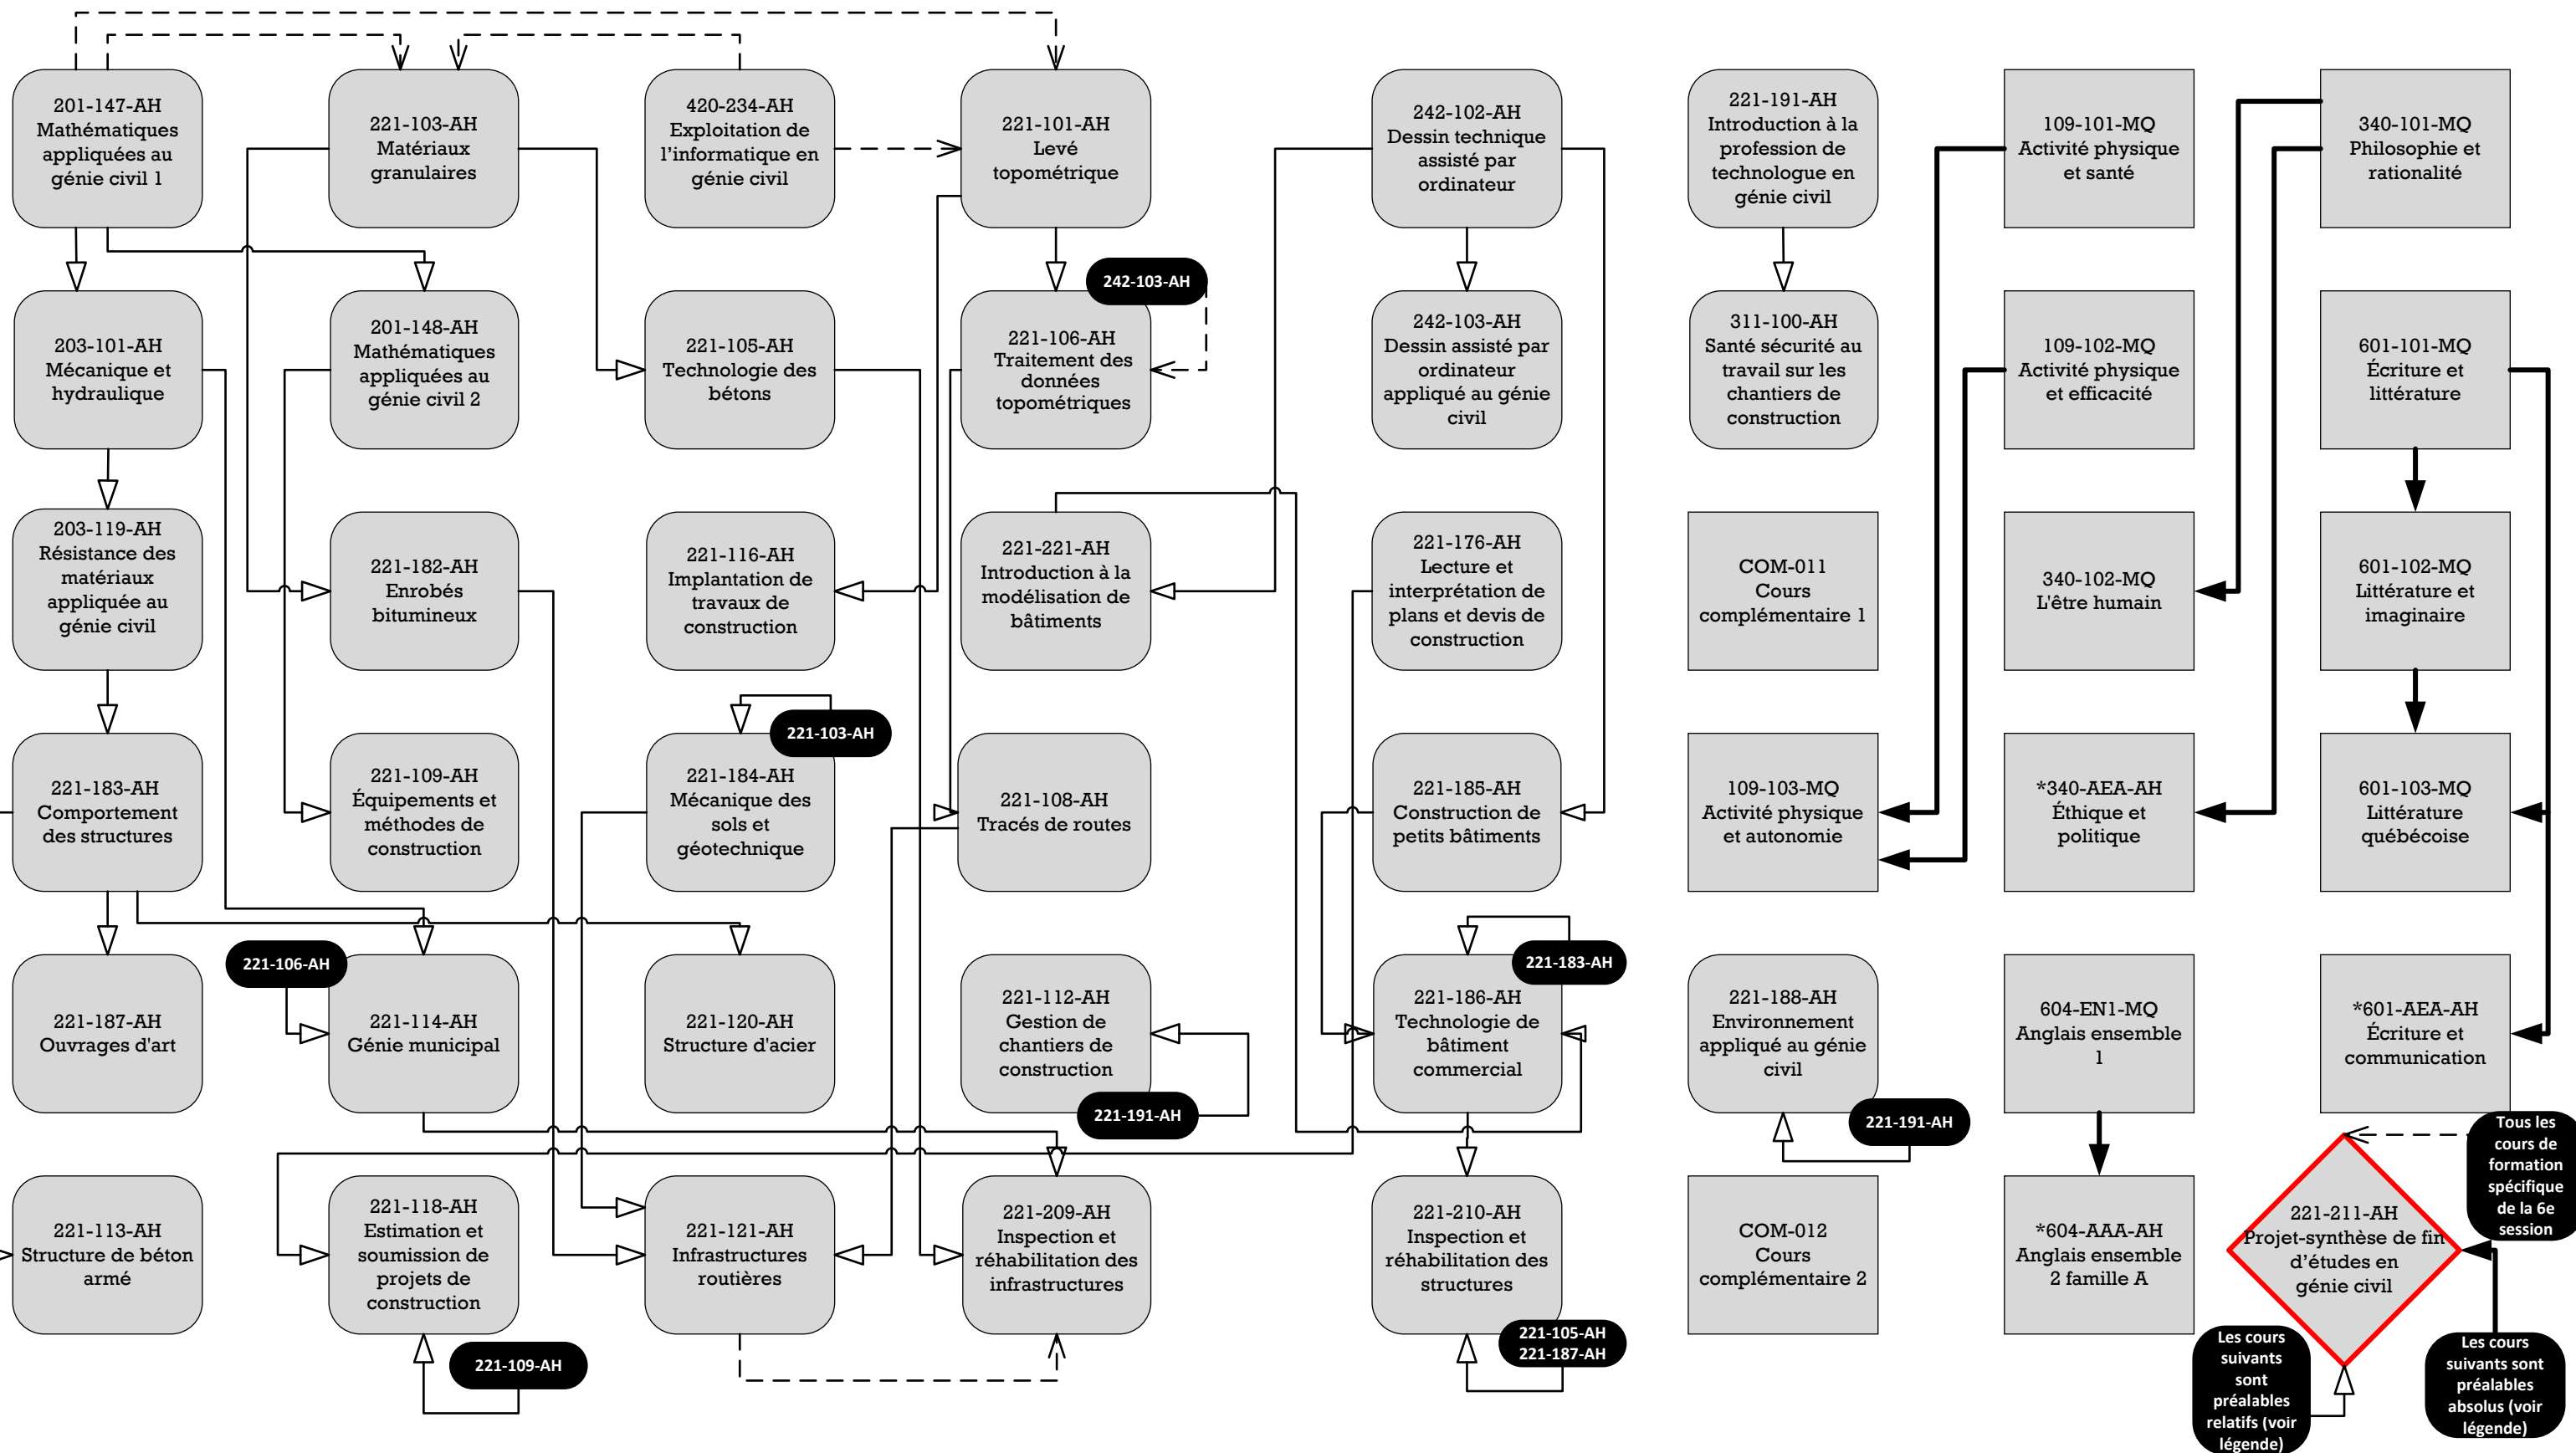 201-147-AH
Mathématiques
appliquées au
génie civil 1
221-103-AH
Matériaux
granulaires
420-234-AH
Exploitation de
l'informatique en
génie civil
221-101-AH
Levé
topométrique
242-102-AH
Dessin technique
assisté par
ordinateur
221-191-AH
Introduction à la
profession de
technologue en
génie civil
109-101-MQ
Activité physique
et santé
340-101-MQ
Philosophie et
rationalité
203-101-AH
Mécanique et
hydraulique
201-148-AH
Mathématiques
appliquées au
génie civil 2
221-105-AH
Technologie des
bétons
242-103-AH
221-106-AH
Traitement des
données
topométriques
242-103-AH
Dessin assisté par
ordinateur
appliqué au génie
civil
311-100-AH
Santé sécurité au
travail sur les
chantiers de
construction
109-102-MQ
Activité physique
et efficacité
601-101-MQ
Écriture et
littérature
203-119-AH
Résistance des
matériaux
appliquée au
génie civil
221-182-AH
Enrobés
bitumineux
221-116-AH
Implantation de
travaux de
construction
221-221-AH
Introduction à la
modélisation de
bâtiments
221-176-AH
Lecture et
interprétation de
plans et devis de
construction
COM-011
Cours
complémentaire 1
340-102-MQ
L'être humain
601-102-MQ
Littérature et
imaginaire
221-183-AH
Comportement
des structures
221-109-AH
Équipements et
méthodes de
construction
221-103-AH
221-184-AH
Mécanique des
sols et
géotechnique
221-108-AH
Tracés de routes
221-185-AH
Construction de
petits bâtiments
109-103-MQ
Activité physique
et autonomie
*340-AEA-AH
Éthique et
politique
601-103-MQ
Littérature
québécoise
221-187-AH
Ouvrages d'art
221-106-AH
221-114-AH
Génie municipal
221-120-AH
Structure d'acier
221-112-AH
Gestion de
chantiers de
construction
221-191-AH
221-183-AH
221-186-AH
Technologie de
bâtiment
commercial
221-188-AH
Environnement
appliqué au génie
civil
221-191-AH
604-EN1-MQ
Anglais ensemble
1
*601-AEA-AH
Écriture et
communication
221-113-AH
Structure de béton
armé
221-118-AH
Estimation et
soumission de
projets de
construction
221-109-AH
221-121-AH
Infrastructures
routières
221-209-AH
Inspection et
réhabilitation des
infrastructures
221-210-AH
Inspection et
réhabilitation des
structures
221-105-AH
221-187-AH
COM-012
Cours
complémentaire 2
*604-AAA-AH
Anglais ensemble
2 famille A
Tous les
cours de
formation
spécifique
de la 6e
session
221-211-AH
Projet-synthèse de fin
d'études en
génie civil
Les cours
suivants
sont
préalables
relatifs (voir
légende)
Les cours
suivants sont
préalables
absolus (voir
légende)